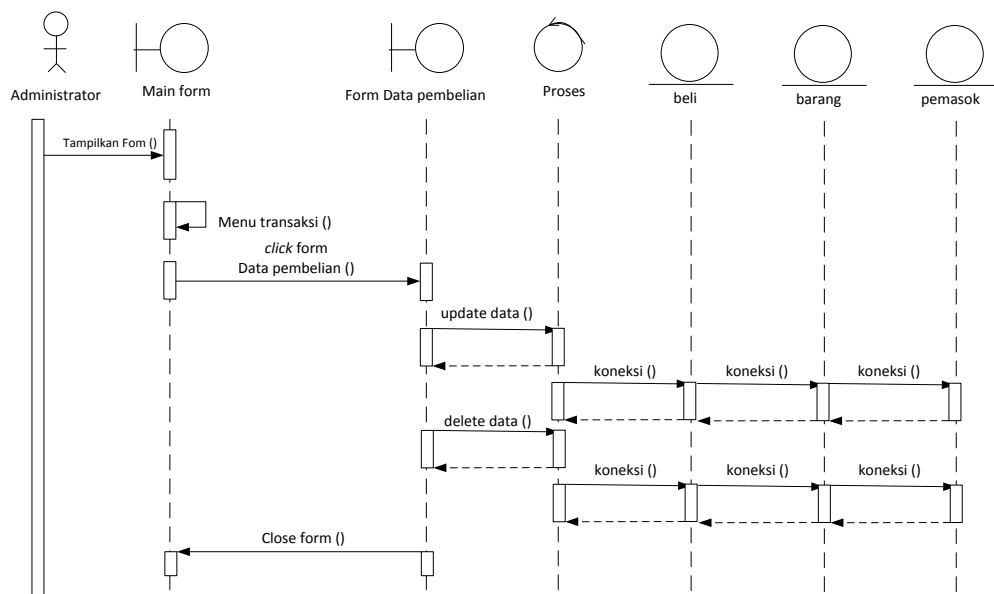 Administrator
Main form
Form Data pembelian
Proses
beli
barang
pemasok
Tampilkan Fom ()
Menu transaksi ()
click form
Data pembelian ()
update data ()
koneksi ()
koneksi ()
koneksi ()
delete data ()
koneksi ()
koneksi ()
koneksi ()
Close form ()